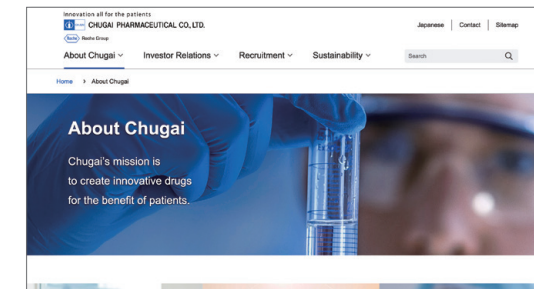 Innovation all for the patients
CHUGAI PHARMACEUTICAL CO., LTD.
Roche Roche Group
Japanese Contact Sitemap
About Chugai Investor Relations Recruitment Sustainability Search
Home > About Chugai
About Chugai
Chugai's mission is
to create innovative drugs
for the benefit of patients.